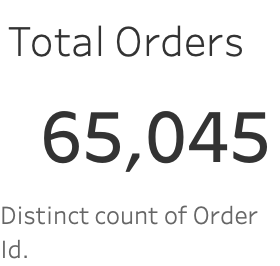 Total Orders
65,045
Distinct count of Order
Id.